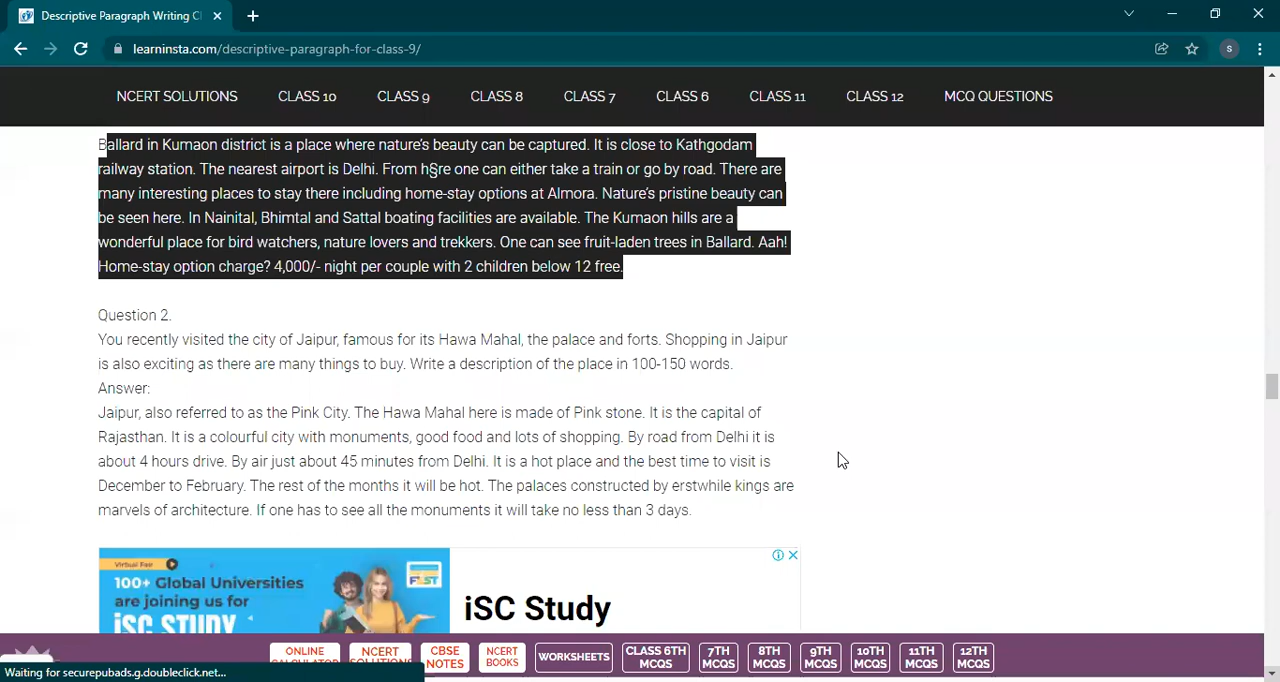 Descriptive Paragraph Writing C
learninsta.com/descriptive-paragraph-for-class-9/
S
NCERT SOLUTIONS CLASS 10 CLASS 9 CLASS 8 CLASS 7 CLASS 6 CLASS 11 CLASS 12 MCQ QUESTIONS
Ballard in Kumaon district is a place where nature's beauty can be captured. It is close to Kathgodam
railway station. The nearest airport is Delhi. From h§re one can either take a train or go by road. There are
many interesting places to stay there including home-stay options at Almora. Nature's pristine beauty can
be seen here. In Nainital, Bhimtal and Sattal boating facilities are available. The Kumaon hills are a
wonderful place for bird watchers, nature lovers and trekkers. One can see fruit-laden trees in Ballard. Aah!
Home-stay option charge? 4,000/- night per couple with 2 children below 12 free.
Question 2.
You recently visited the city of Jaipur, famous for its Hawa Mahal, the palace and forts. Shopping in Jaipur
is also exciting as there are many things to buy. Write a description of the place in 100-150 words.
Answer:
Jaipur, also referred to as the Pink City. The Hawa Mahal here is made of Pink stone. It is the capital of
Rajasthan. It is a colourful city with monuments, good food and lots of shopping. By road from Delhi it is
about 4 hours drive. By air just about 45 minutes from Delhi. It is a hot place and the best time to visit is
December to February. The rest of the months it will be hot. The palaces constructed by erstwhile kings are
marvels of architecture. If one has to see all the monuments it will take no less than 3 days.
Virtual Fair
100+ Global Universities
are joining us for
iSC STUDY
FEST
iSC Study
ONLINE CALCULATOR
NCERT SOLUTIONS
CBSE NOTES
NCERT BOOKS
WORKSHEETS
CLASS 6TH MCQS
7TH MCQS
8TH MCQS
9TH MCQS
10TH MCQS
11TH MCQS
12TH MCQS
Waiting for securepubads.g.doubleclick.net...